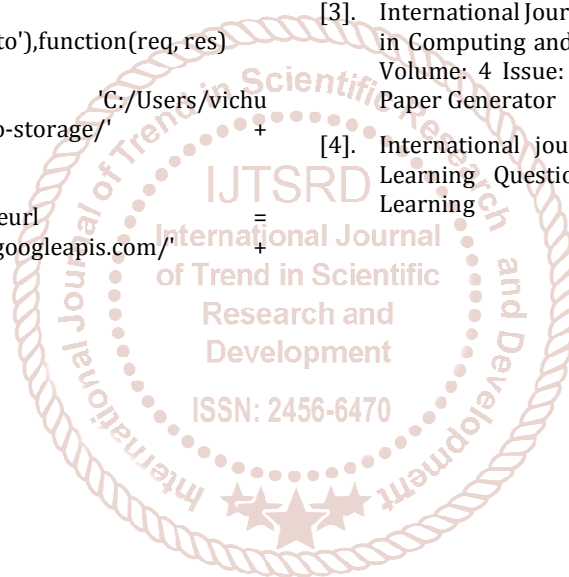 to'),function(req, res)
'C:/Users/vichu
o-storage/' +
eurl =
googleapis.com/' +
[3]. International Jour
in Computing and
Volume: 4 Issue:
Paper Generator
[4]. International jou
Learning Questio
Learning
International Journal of Trend in Scientific Research and Development
IJTSRD
International Journal
of Trend in Scientific
Research and
Development
ISSN: 2456-6470